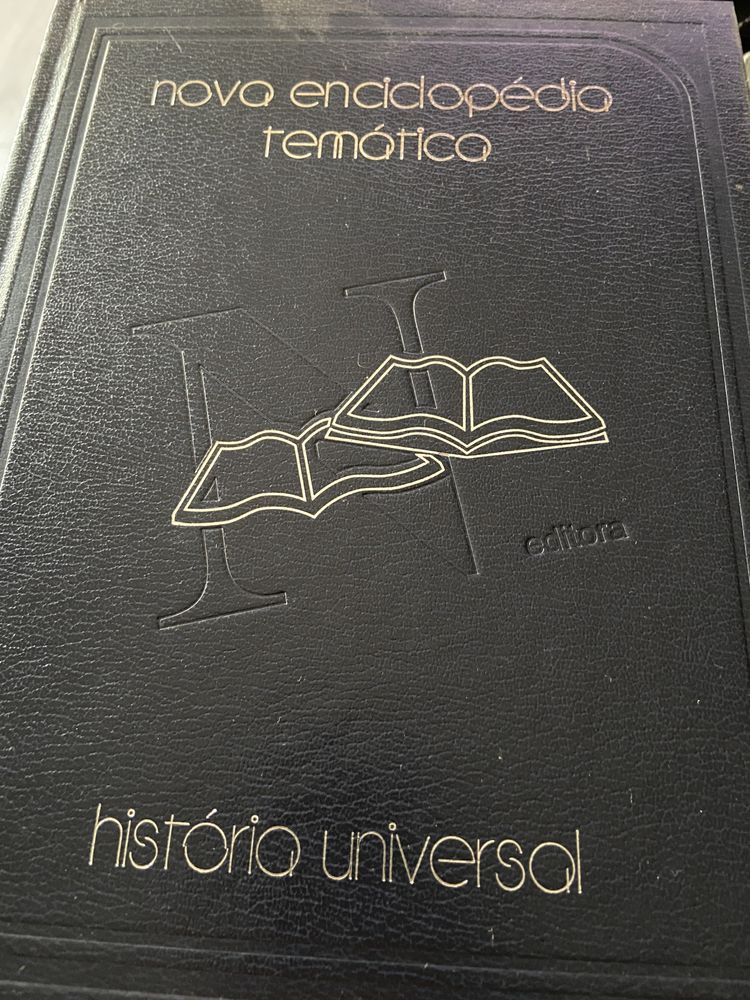 nova enciclopédia
temática
N
editora
história universal